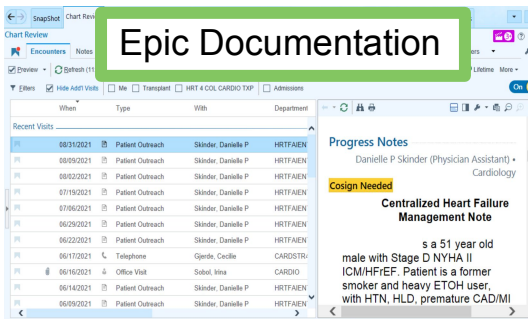 SnapShot Chart Revi
Epic Documentation
Chart Review
Encounters Notes
Preview Refresh (11 Lifetime More
Filters Hide Add'l Visits Me Transplant HRT 4 COL CARDIO TXP Admissions On
When Type With Department
Recent Visits
08/31/2021 Patient Outreach Skinder, Danielle P HRTFAIEN
08/09/2021 Patient Outreach Skinder, Danielle P HRTFAIEN
08/02/2021 Patient Outreach Skinder, Danielle P HRTFAIEN
07/19/2021 Patient Outreach Skinder, Danielle P HRTFAIEN
07/06/2021 Patient Outreach Skinder, Danielle P HRTFAIEN
06/29/2021 Patient Outreach Skinder, Danielle P HRTFAIEN
06/22/2021 Patient Outreach Skinder, Danielle P HRTFAIEN
06/17/2021 Telephone Gjerde, Cecille CARDSTR
06/16/2021 Office Visit Sobol, Irina CARDIO
06/14/2021 Patient Outreach Skinder, Danielle P HRTFAIEN
06/09/2021 Patient Outreach Skinder, Danielle P HRTFAIEN
Progress Notes
Danielle P Skinder (Physician Assistant) •
Cardiology
Cosign Needed
Centralized Heart Failure
Management Note
s a 51 year old
male with Stage D NYHA II
ICM/HFrEF. Patient is a former
smoker and heavy ETOH user,
with HTN, HLD, premature CAD/MI